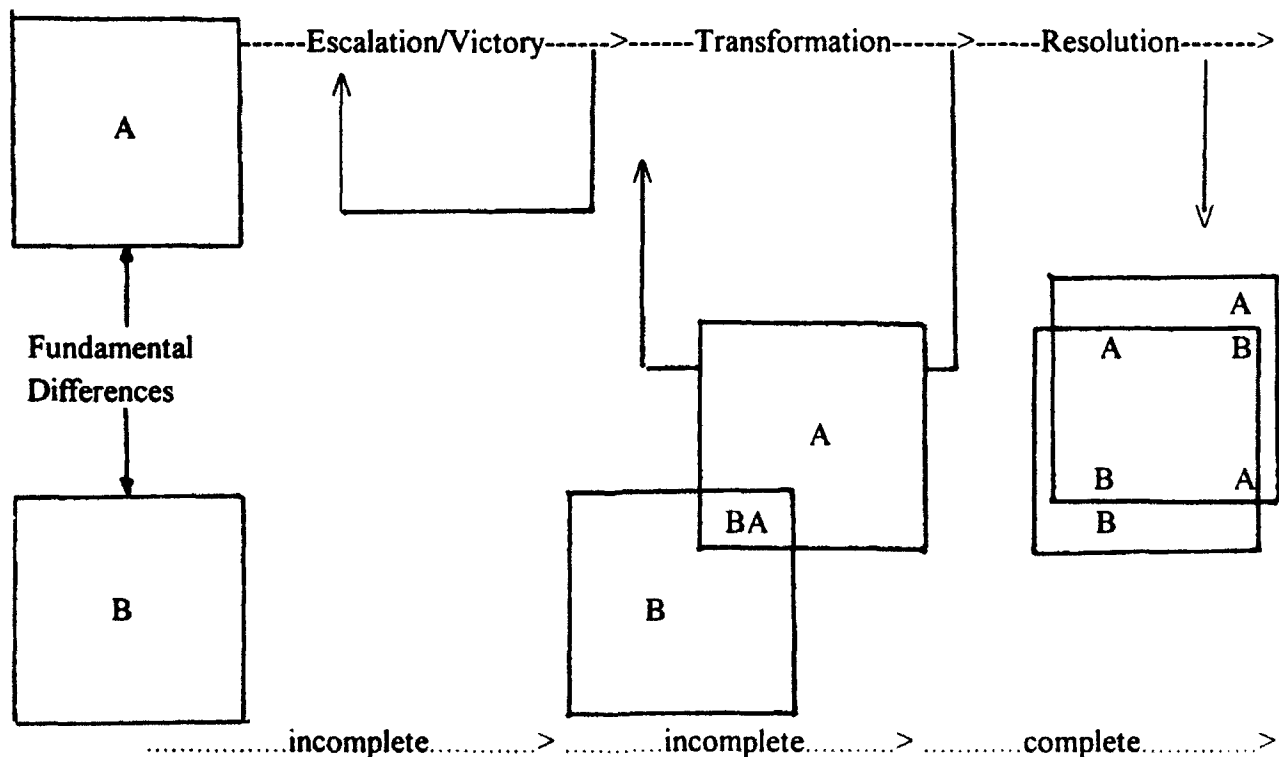 ------Escalation/Victory------>------Transformation------>------Resolution------->
A
Fundamental
Differences
B
A
BA
B
A
A B
B A
B
................incomplete............> ..........incomplete..........> ...........complete............>